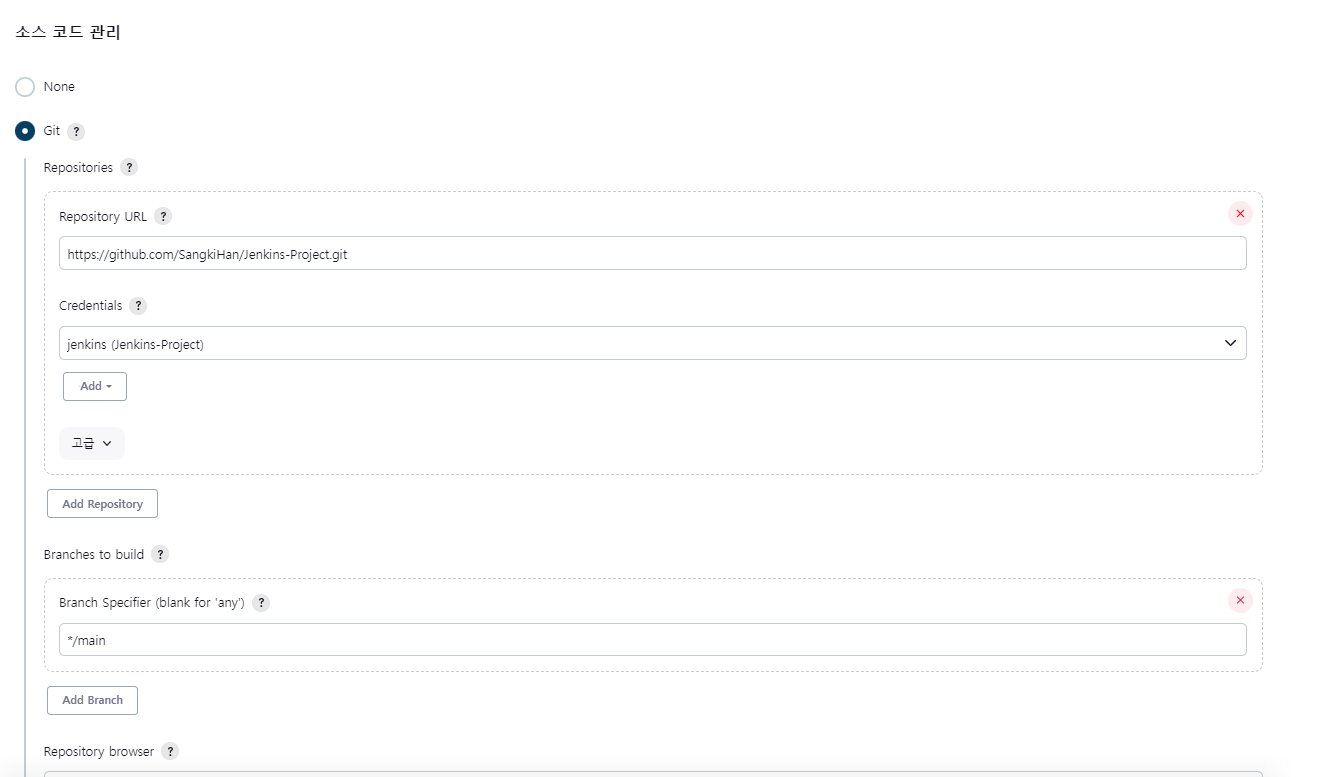 소스 코드 관리
None
Git ?
Repositories ?
Repository URL ?
https://github.com/SangkiHan/Jenkins-Project.git
Credentials ?
jenkins (Jenkins-Project)
Add
고급
Add Repository
Branches to build ?
Branch Specifier (blank for 'any') ?
*/main
Add Branch
Repository browser ?